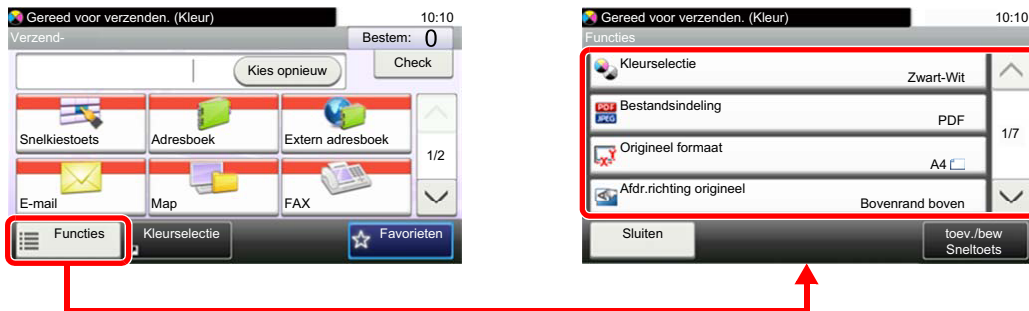 Gereed voor verzenden. (Kleur) 10:10
Verzend- Bestem: 0
Kies opnieuw Check
Snelkiestoets Adresboek Extern adresboek
1/2
E-mail Map FAX
Functies Kleurselectie Favorieten
Gereed voor verzenden. (Kleur) 10:10
Functies
Kleurselectie
Zwart-Wit
PDF Bestandsindeling
JPEG PDF
1/7
Origineel formaat
A4
Afdr.richting origineel
Bovenrand boven
Sluiten toev./bew
Sneltoets